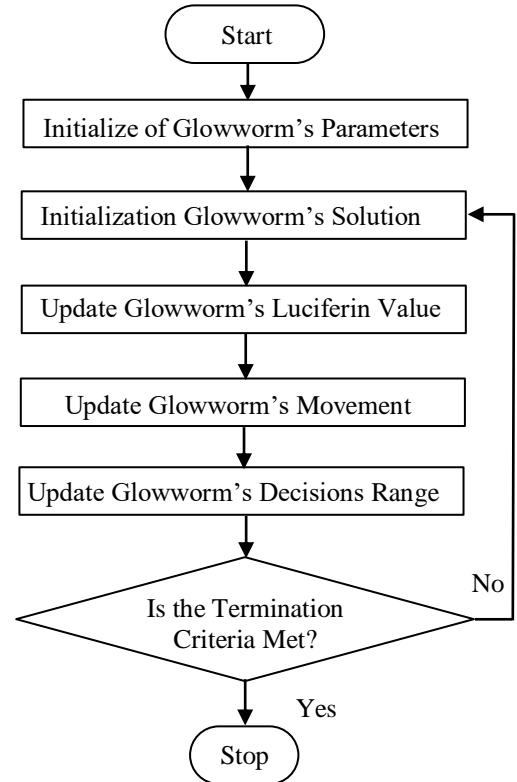 Start
Initialize of Glowworm’s Parameters
Initialization Glowworm’s Solution
Update Glowworm’s Luciferin Value
Update Glowworm’s Movement
Update Glowworm’s Decisions Range
No
Is the Termination
Criteria Met?
Yes
Stop